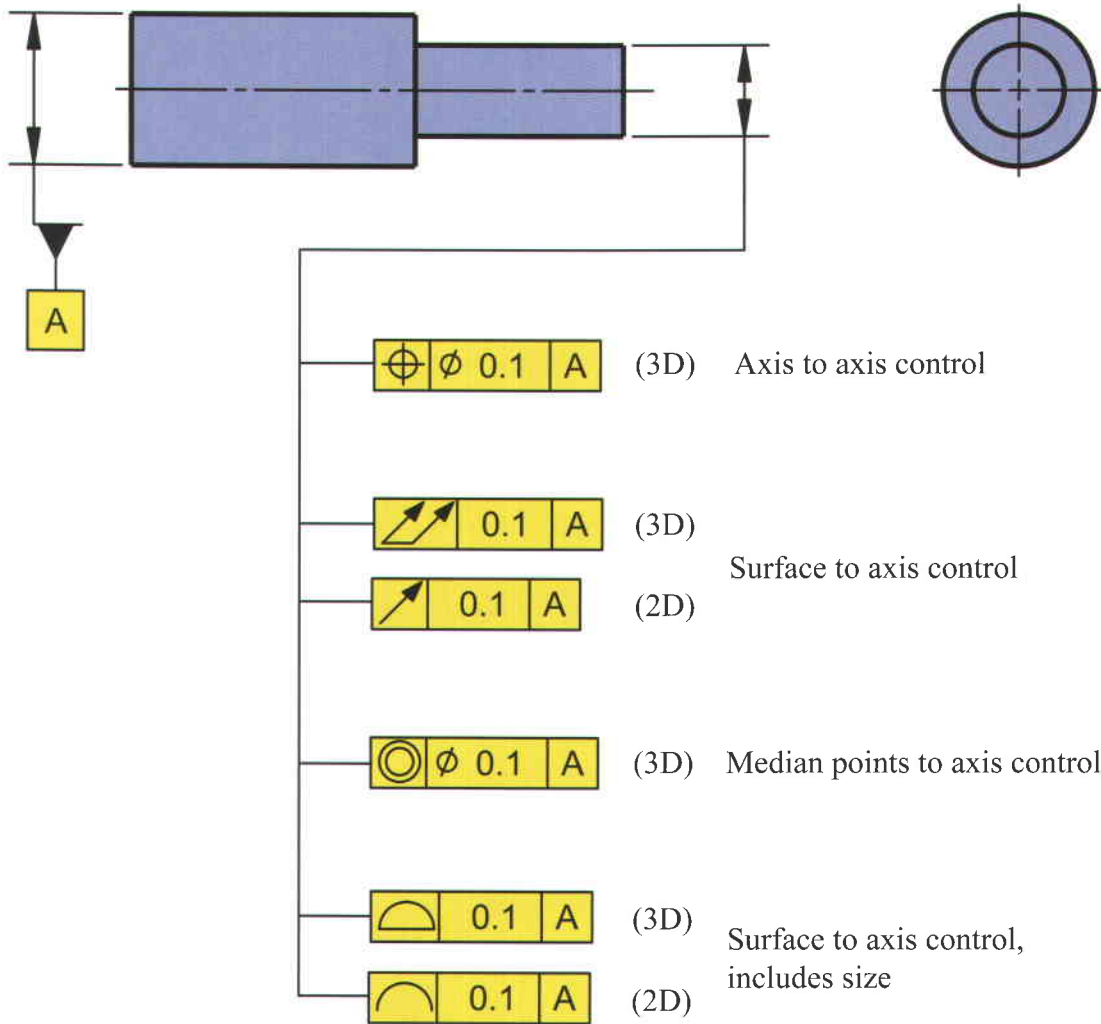 A
⌖ ⌀ 0.1 A (3D) Axis to axis control
⌰ 0.1 A (3D)
Surface to axis control
↗ 0.1 A (2D)
◎ ⌀ 0.1 A (3D) Median points to axis control
⌓ 0.1 A (3D)
Surface to axis control,
includes size
⌒ 0.1 A (2D)